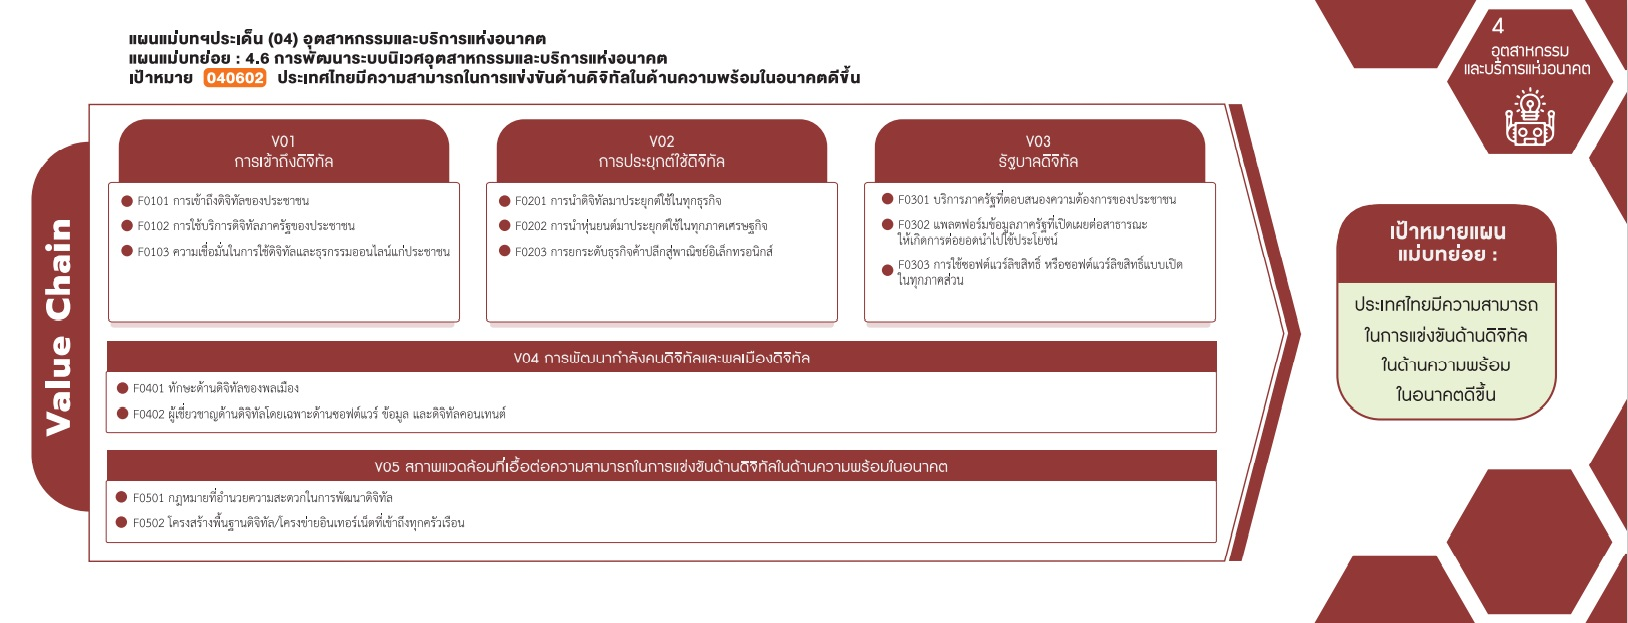 แผนแม่บทฯประเด็น (04) อุตสาหกรรมและบริการแห่งอนาคต
แผนแม่บทย่อย : 4.6 การพัฒนาระบบนิเวศอุตสาหกรรมและบริการแห่งอนาคต
เป้าหมาย 040602 ประเทศไทยมีความสามารถในการแข่งขันด้านดิจิทัลในด้านความพร้อมในอนาคตดีขึ้น
4
อุตสาหกรรม
และบริการแห่งอนาคต
Value Chain
V01
การเข้าถึงดิจิทัล
F0101 การเข้าถึงดิจิทัลของประชาชน
F0102 การใช้บริการดิจิทัลภาครัฐของประชาชน
F0103 ความเชื่อมั่นในการใช้ดิจิทัลและธุรกรรมออนไลน์แก่ประชาชน
V02
การประยุกต์ใช้ดิจิทัล
F0201 การนำดิจิทัลมาประยุกต์ใช้ในทุกธุรกิจ
F0202 การนำหุ่นยนต์มาประยุกต์ใช้ในทุกภาคเศรษฐกิจ
F0203 การยกระดับธุรกิจค้าปลีกสู่พาณิชย์อิเล็กทรอนิกส์
V03
รัฐบาลดิจิทัล
F0301 บริการภาครัฐที่ตอบสนองความต้องการของประชาชน
F0302 แพลตฟอร์มข้อมูลภาครัฐที่เปิดเผยต่อสาธารณะ
ให้เกิดการต่อยอดนำไปใช้ประโยชน์
F0303 การใช้ซอฟต์แวร์ลิขสิทธิ์ หรือซอฟต์แวร์ลิขสิทธิ์แบบเปิด
ในทุกภาคส่วน
V04 การพัฒนากำลังคนดิจิทัลและพลเมืองดิจิทัล
F0401 ทักษะด้านดิจิทัลของพลเมือง
F0402 ผู้เชี่ยวชาญด้านดิจิทัลโดยเฉพาะด้านซอฟต์แวร์ ข้อมูล และดิจิทัลคอนเทนต์
V05 สภาพแวดล้อมที่เอื้อต่อความสามารถในการแข่งขันด้านดิจิทัลในด้านความพร้อมในอนาคต
F0501 กฎหมายที่อำนวยความสะดวกในการพัฒนาดิจิทัล
F0502 โครงสร้างพื้นฐานดิจิทัล/โครงข่ายอินเทอร์เน็ตที่เข้าถึงทุกครัวเรือน
เป้าหมายแผน
แม่บทย่อย :
ประเทศไทยมีความสามารถ
ในการแข่งขันด้านดิจิทัล
ในด้านความพร้อม
ในอนาคตดีขึ้น